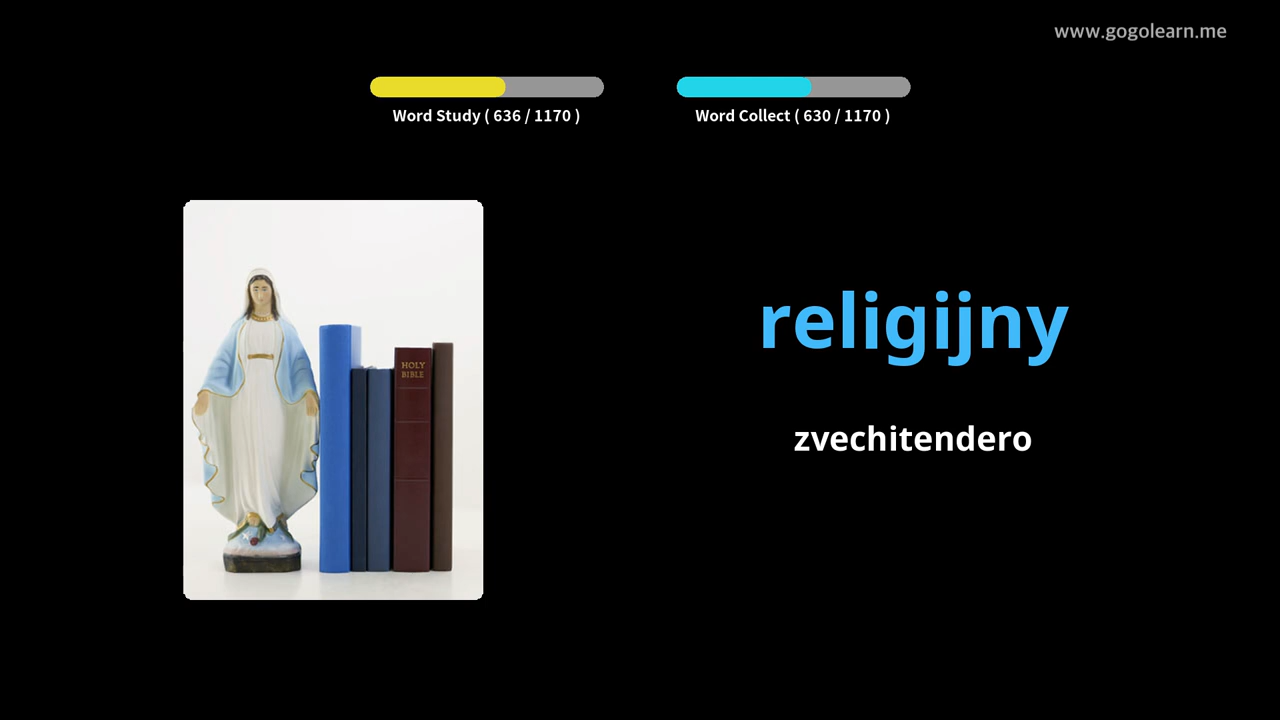 www.gogolearn.me
Word Study ( 636 / 1170 )
Word Collect ( 630 / 1170 )
HOLY
BIBLE
religijny
zvechitendero